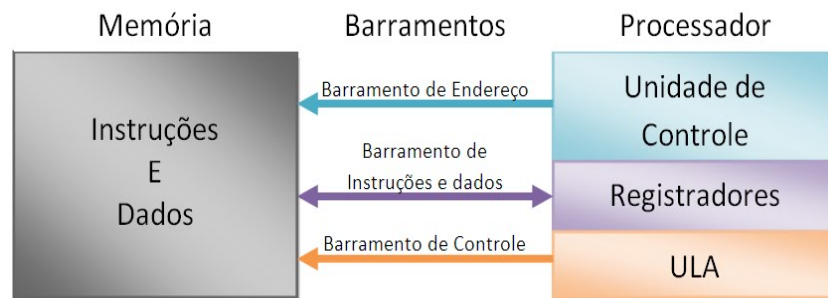 Memória
Barramentos
Processador
Instruções
E
Dados
Barramento de Endereço
Barramento de
Instruções e dados
Barramento de Controle
Unidade de
Controle
Registradores
ULA